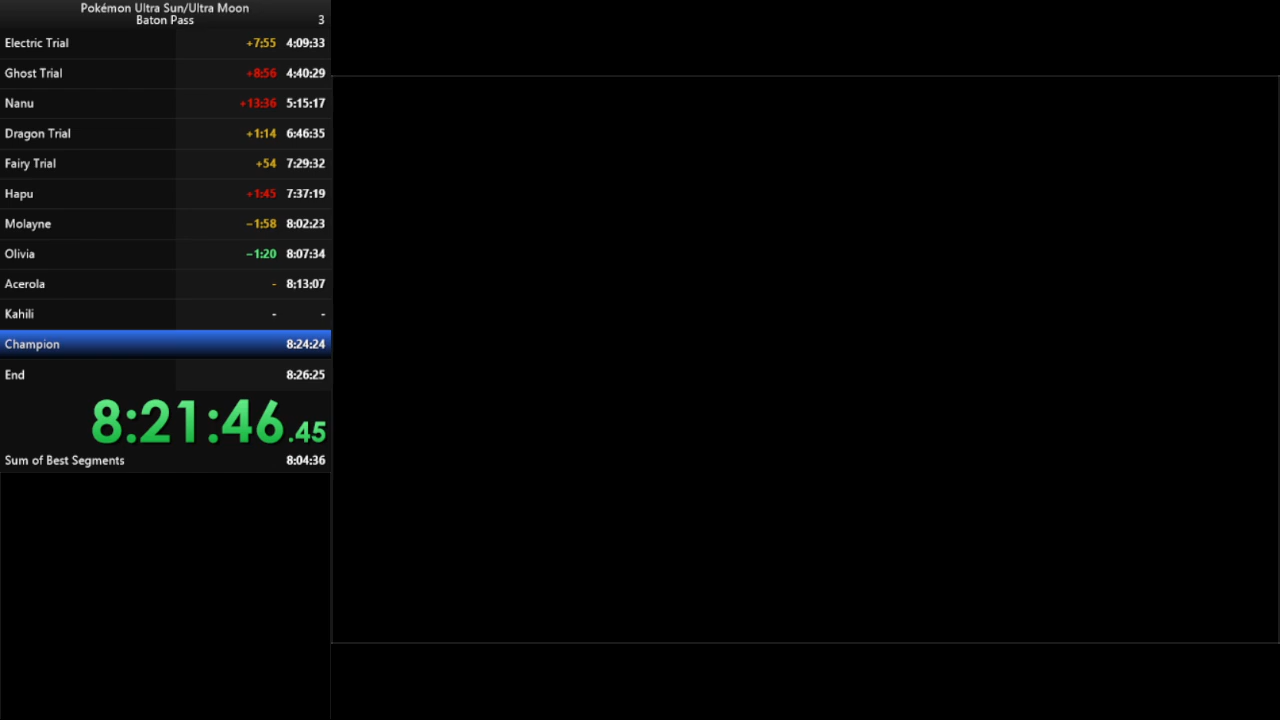 Pokémon Ultra Sun/Ultra Moon
Baton Pass 3
Electric Trial +7:55 4:09:33
Ghost Trial +8:56 4:40:29
Nanu +13:36 5:15:17
Dragon Trial +1:14 6:46:35
Fairy Trial +54 7:29:32
Hapu +1:45 7:37:19
Molayne −1:58 8:02:23
Olivia −1:20 8:07:34
Acerola - 8:13:07
Kahili - -
Champion 8:24:24
End 8:26:25
8:21:46.45
Sum of Best Segments 8:04:36